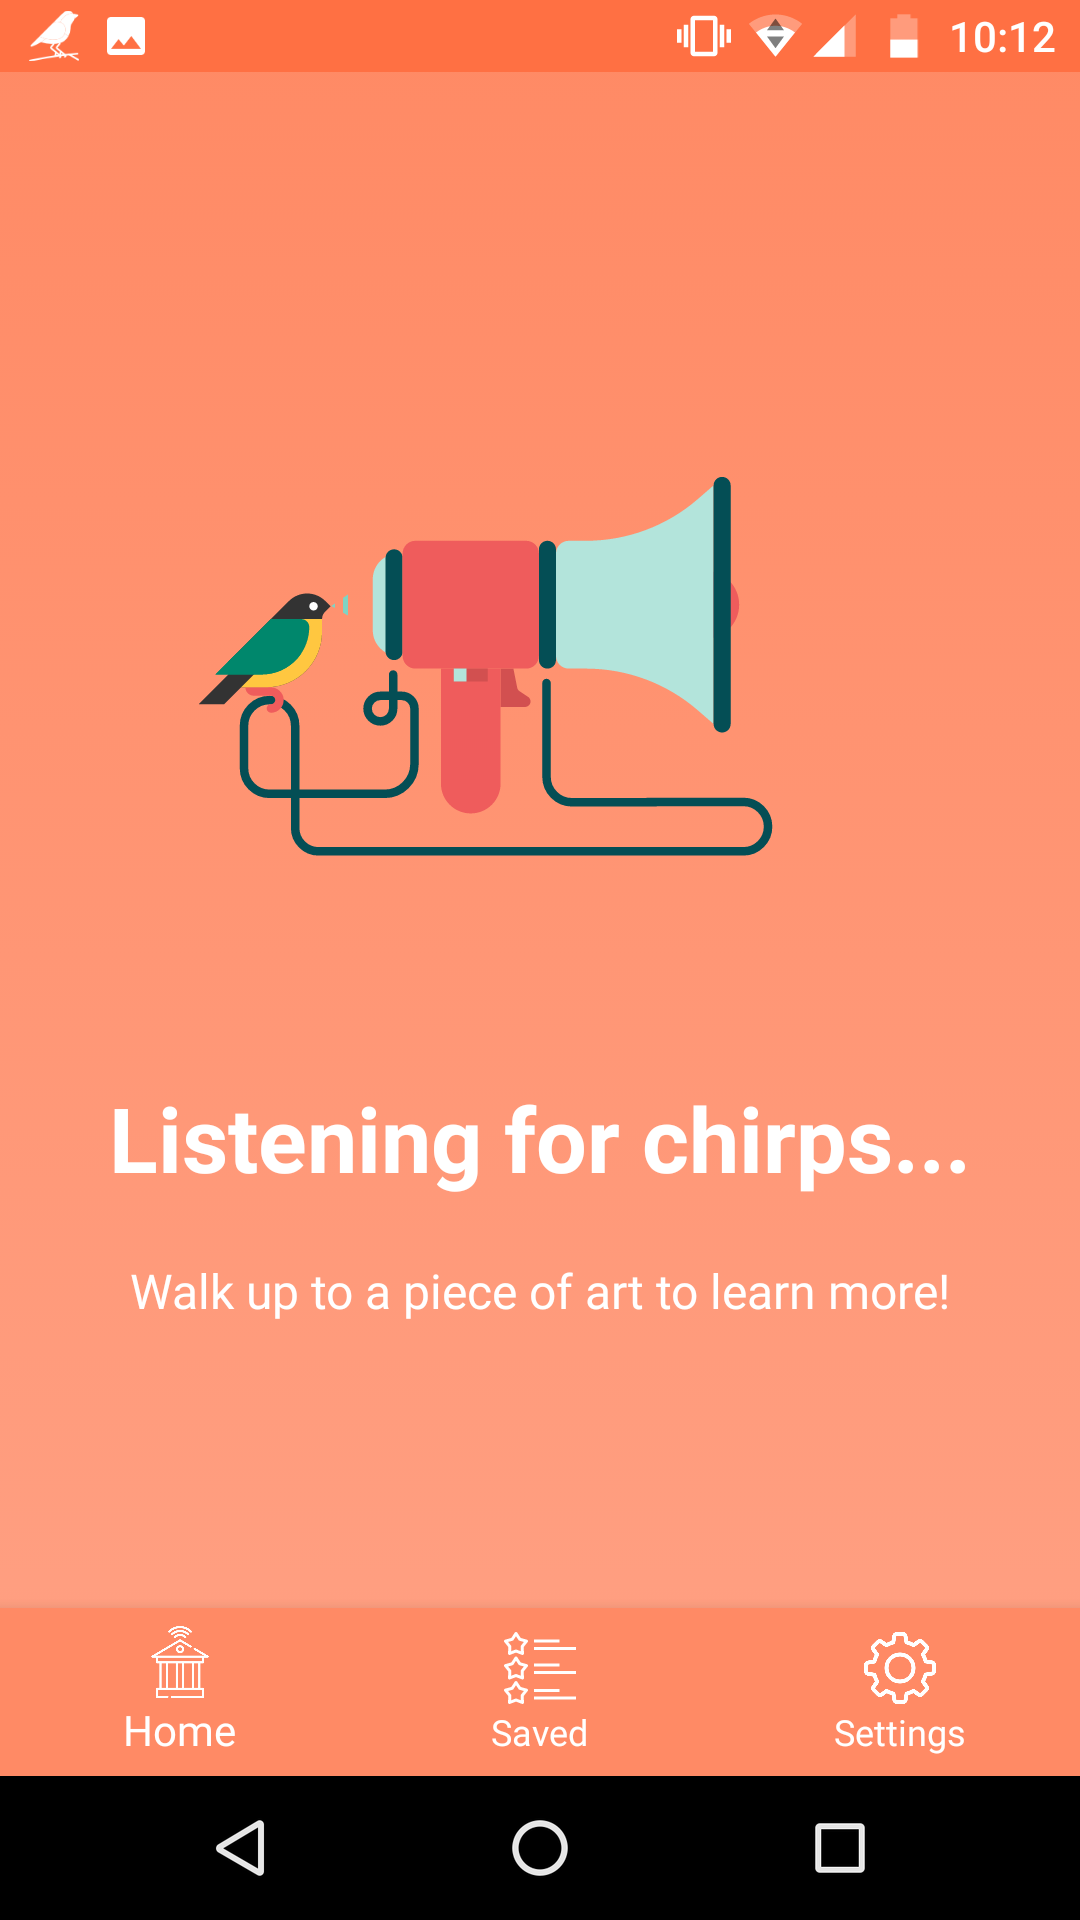 10:12
Listening for chirps...
Walk up to a piece of art to learn more!
Home Saved Settings